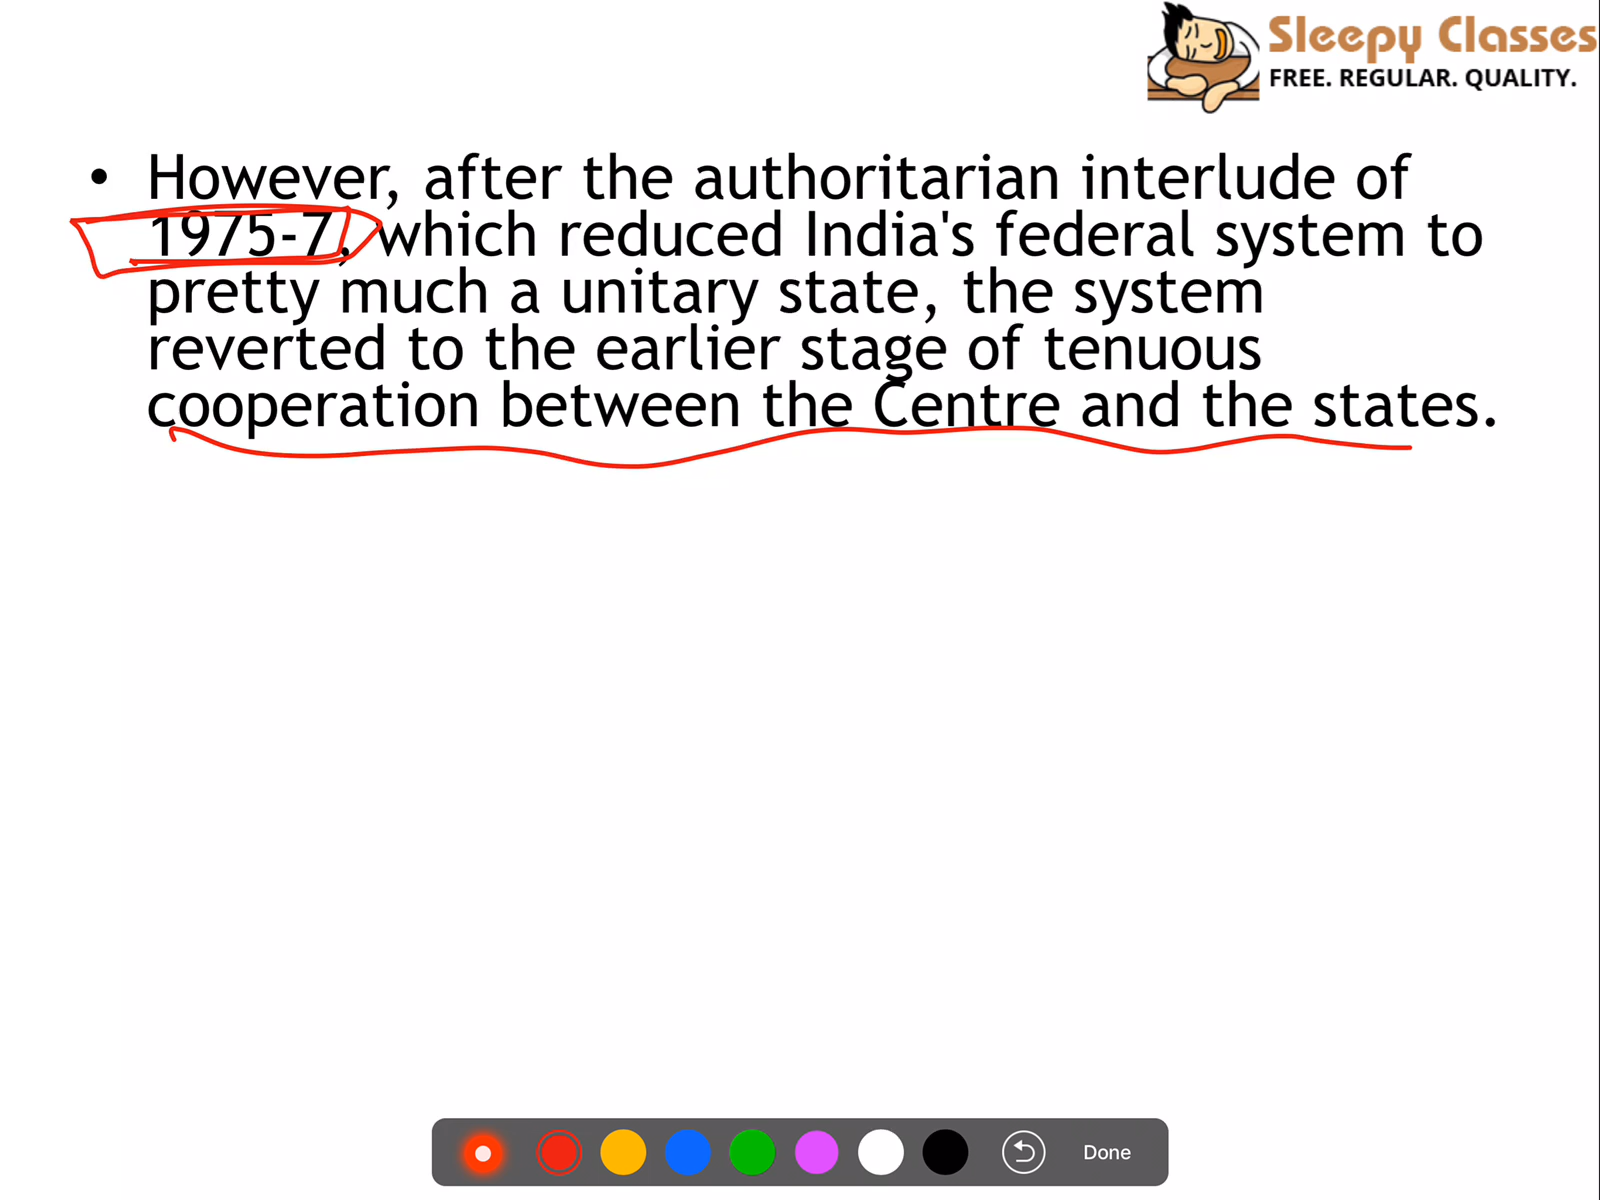 Sleepy Classes
FREE. REGULAR. QUALITY.
• However, after the authoritarian interlude of
1975-7, which reduced India's federal system to
pretty much a unitary state, the system
reverted to the earlier stage of tenuous
cooperation between the Centre and the states.
Done